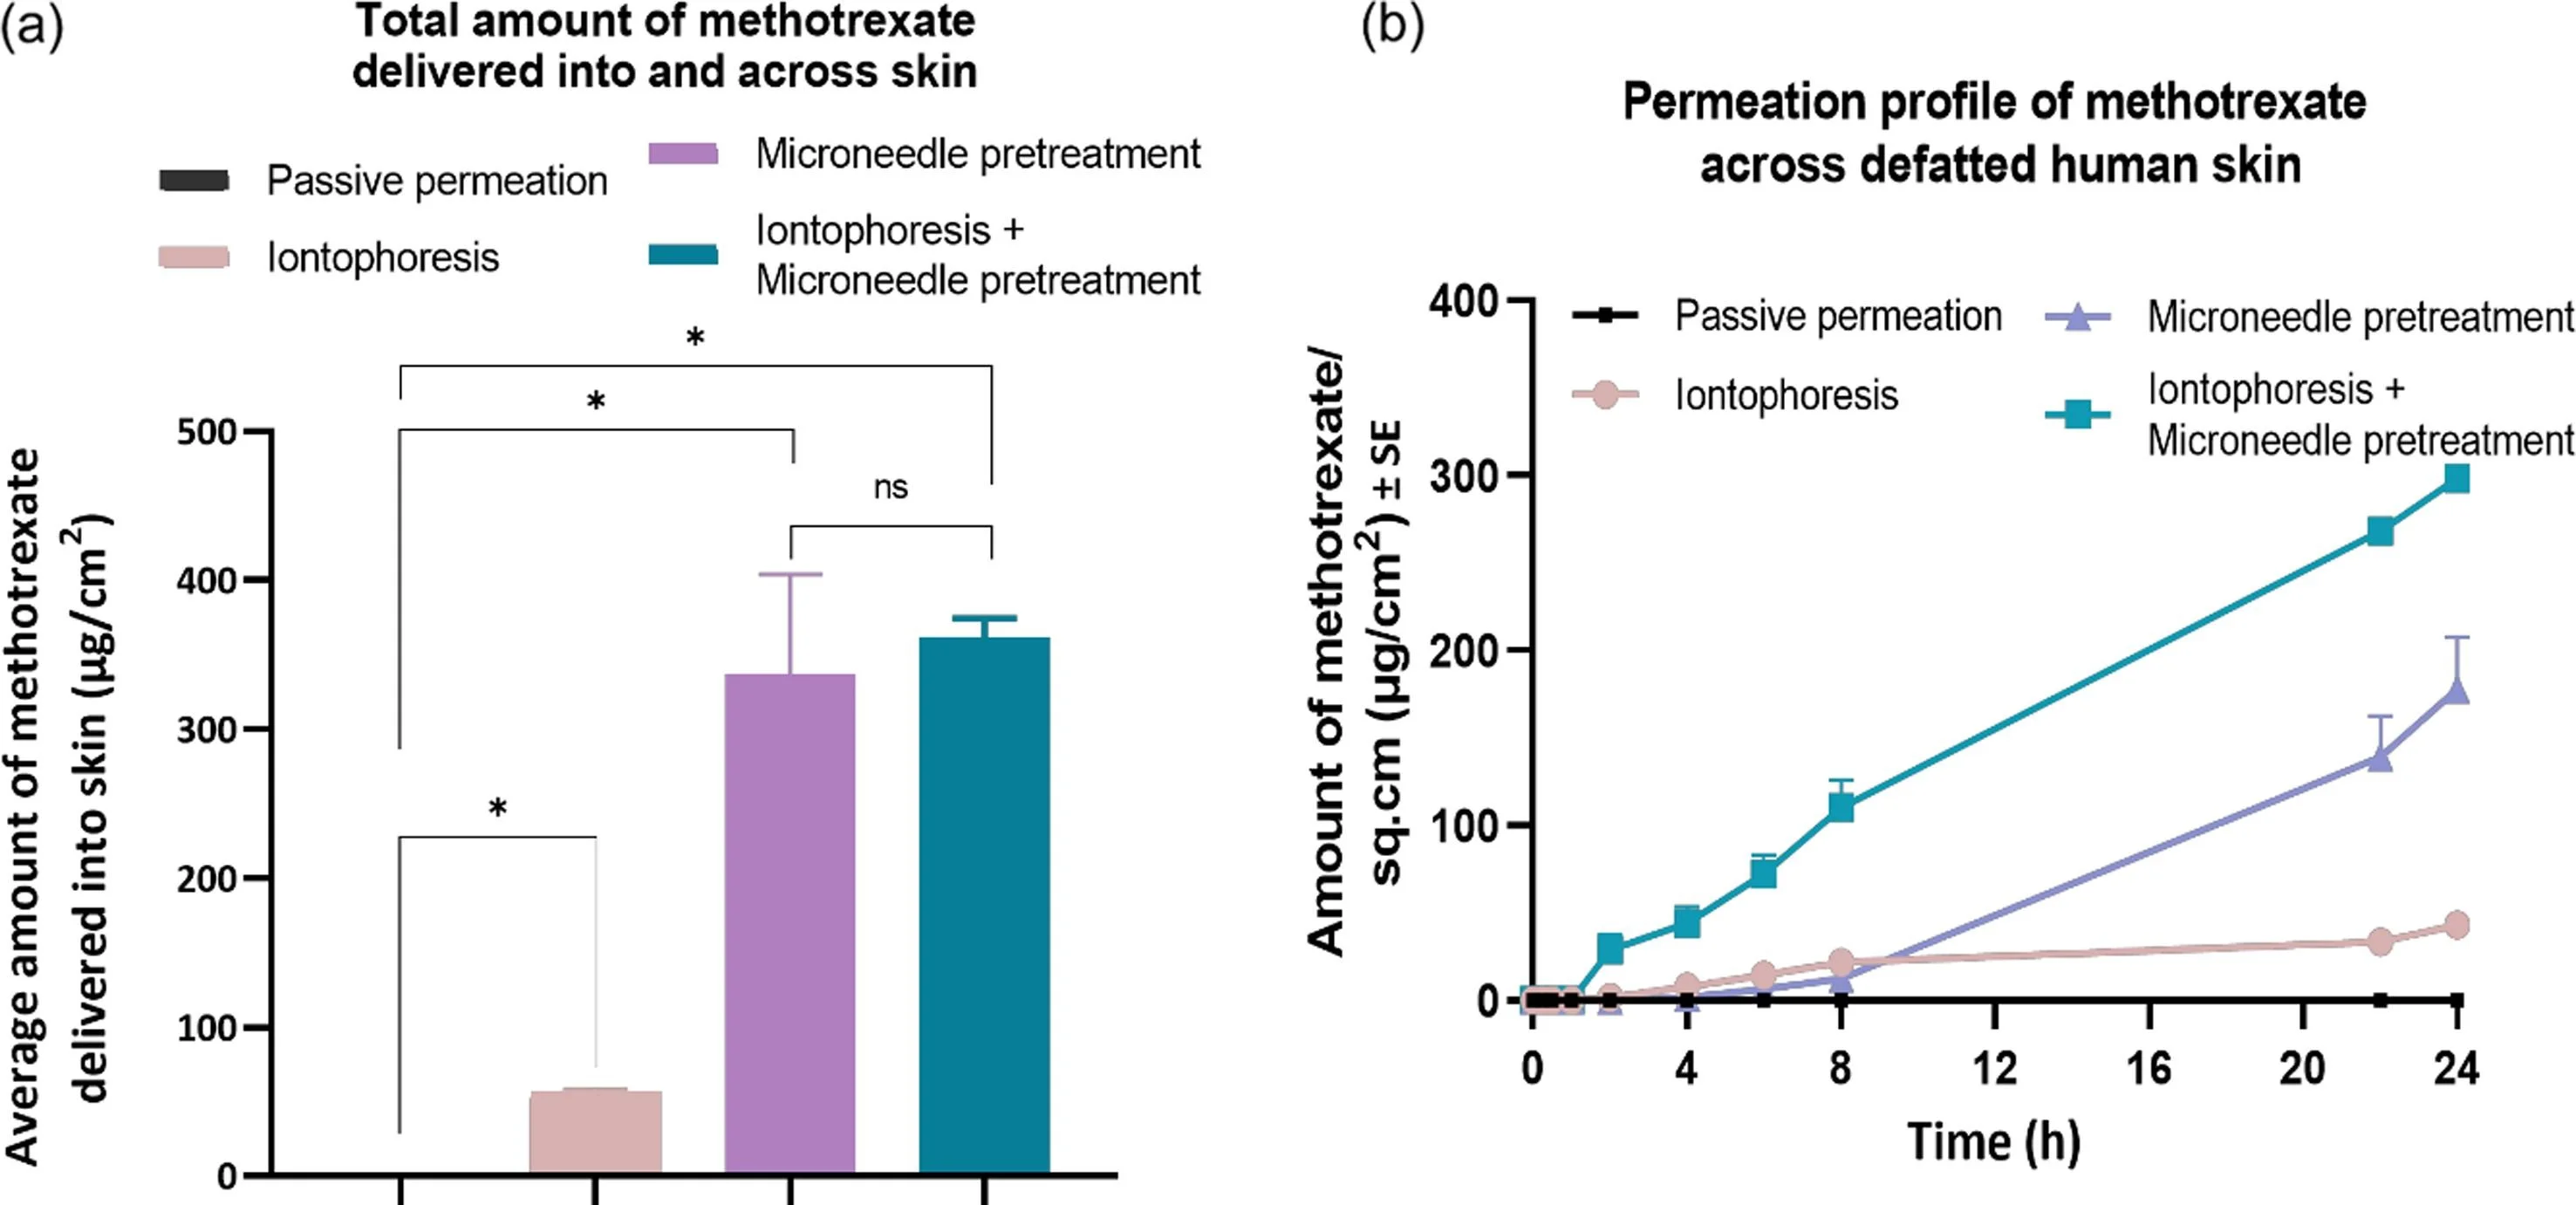 (a)
Total amount of methotrexate
delivered into and across skin
Passive permeation
Iontophoresis
Microneedle pretreatment
Iontophoresis +
Microneedle pretreatment
*
*
ns
*
500
400
300
200
100
0
Average amount of methotrexate
delivered into skin (µg/cm²)
(b)
Permeation profile of methotrexate
across defatted human skin
Passive permeation
Iontophoresis
Microneedle pretreatment
Iontophoresis +
Microneedle pretreatment
400
300
200
100
0
Amount of methotrexate/
sq.cm (µg/cm²) ± SE
0 4 8 12 16 20 24
Time (h)